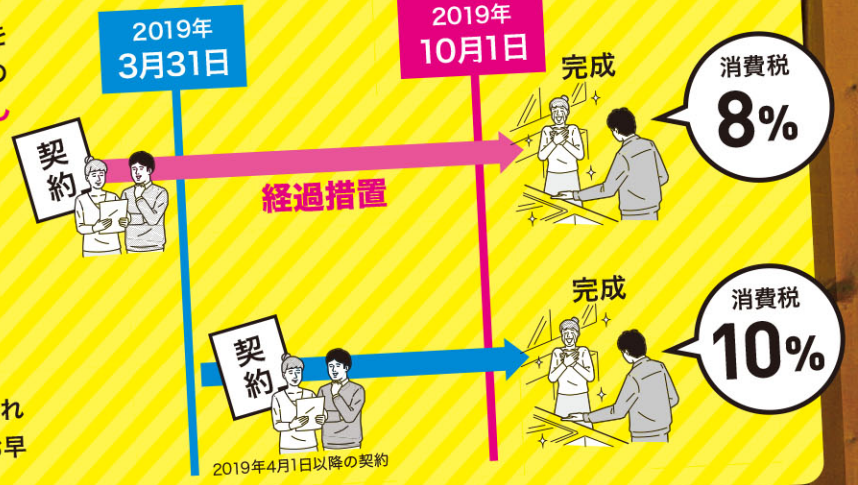 2019年
3月31日
2019年
10月1日
完成
消費税
8%
契約
経過措置
完成
消費税
10%
契約
2019年4月1日以降の契約
れ
早